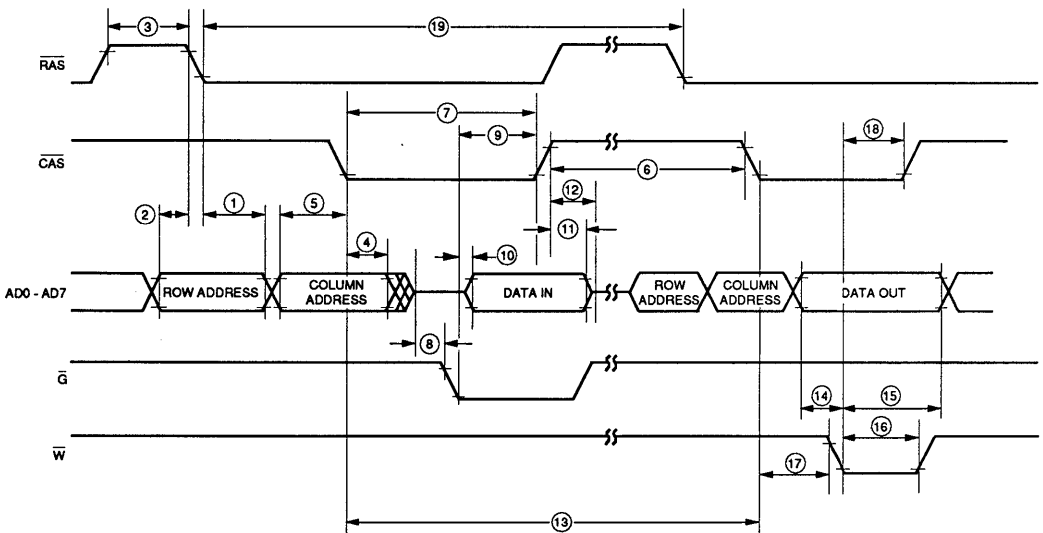 ③ ⑲
RAS
⑦
⑨ ⑱
CAS
⑥
② ① ⑤ ⑫
④ ⑪
⑩
AD0 - AD7 ROW ADDRESS COLUMN ADDRESS DATA IN ROW ADDRESS COLUMN ADDRESS DATA OUT
⑧
G
⑭ ⑮
⑯
W
⑰
⑬